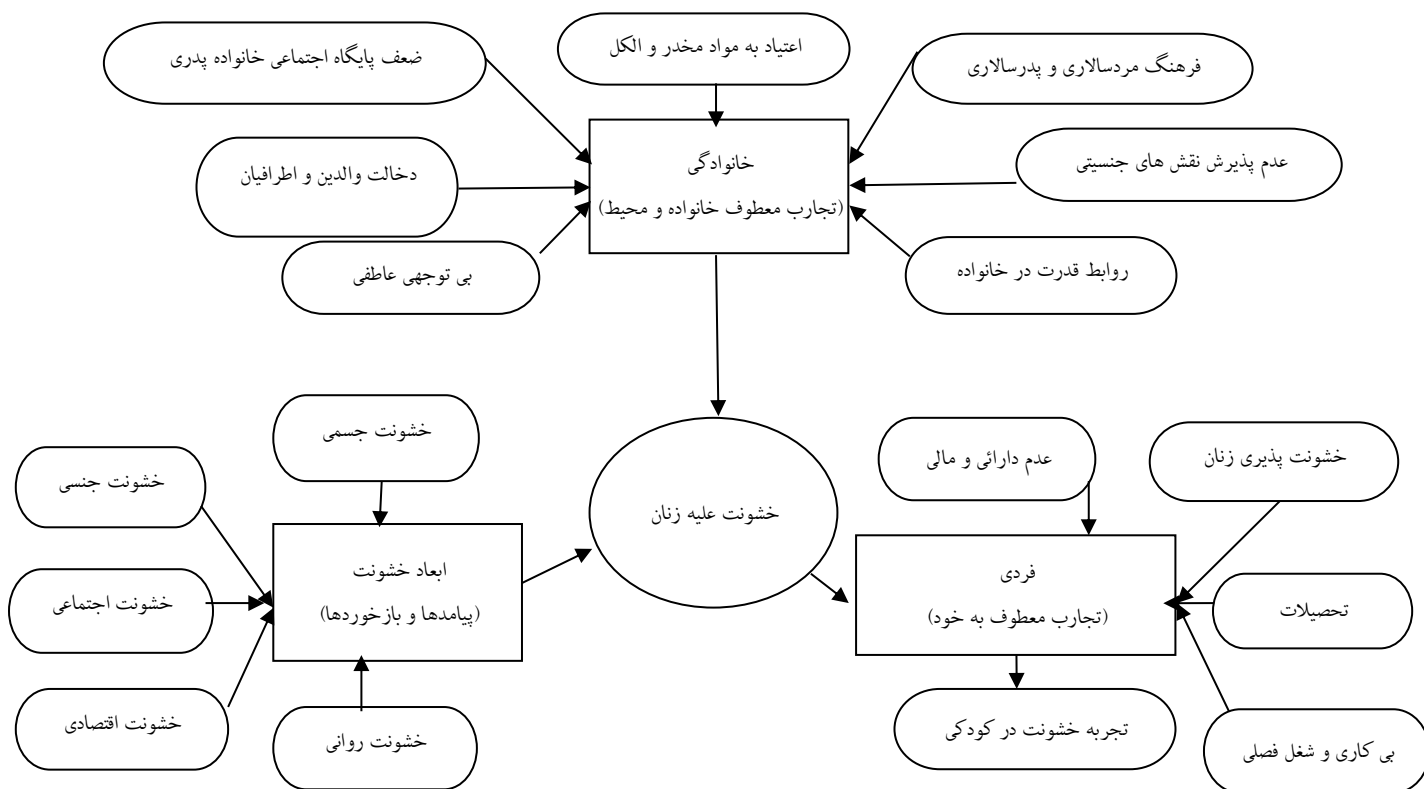 اعتیاد به مواد مخدر و الکل
فرهنگ مردسالاری و پدرسالاری
ضعف پایگاه اجتماعی خانواده پدری
خانوادگی
(تجارب معطوف خانواده و محیط)
عدم پذیرش نقش های جنسیتی
دخالت والدین و اطرافیان
روابط قدرت در خانواده
بی توجهی عاطفی
خشونت علیه زنان
خشونت پذیری زنان
عدم دارائی و مالی
فردی
(تجارب معطوف به خود)
تحصیلات
بی کاری و شغل فصلی
تجربه خشونت در کودکی
خشونت جسمی
خشونت جنسی
ابعاد خشونت
(پیامدها و بازخوردها)
خشونت اجتماعی
خشونت اقتصادی
خشونت روانی